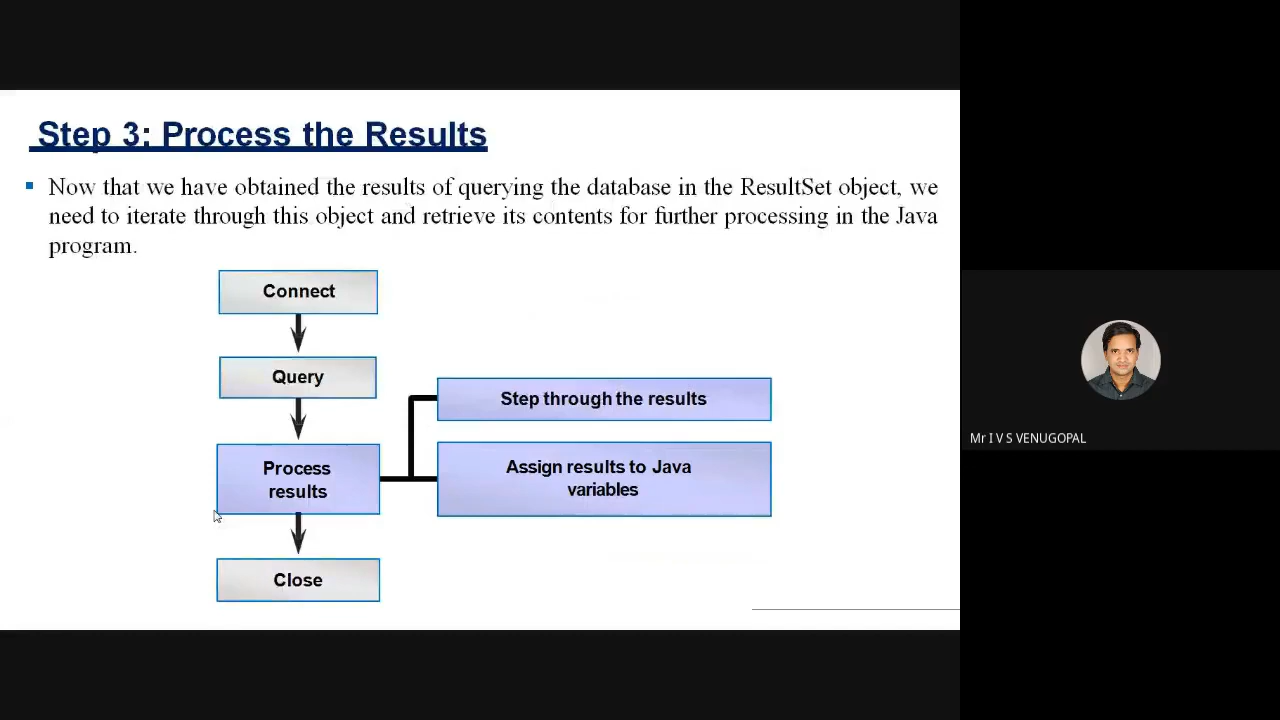 Step 3: Process the Results
Now that we have obtained the results of querying the database in the ResultSet object, we
need to iterate through this object and retrieve its contents for further processing in the Java
program.
Connect
Query
Step through the results
Process
results
Assign results to Java
variables
Close
Mr I V S VENUGOPAL